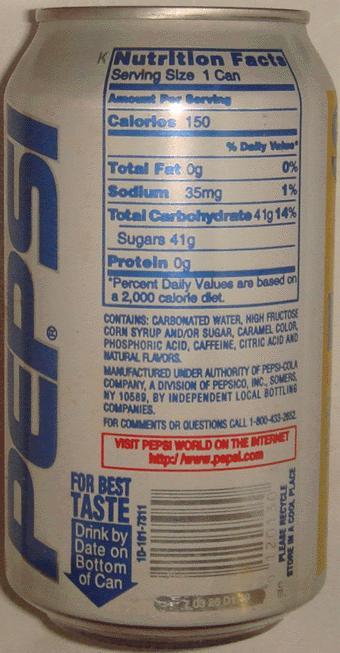 PEPSI®
K Nutrition Facts
Serving Size 1 Can
Amount Per Serving
Calories 150
% Daily Value*
Total Fat 0g 0%
Sodium 35mg 1%
Total Carbohydrate 41g 14%
Sugars 41g
Protein 0g
*Percent Daily Values are based on
a 2,000 calorie diet.
CONTAINS: CARBONATED WATER, HIGH FRUCTOSE
CORN SYRUP AND/OR SUGAR, CARAMEL COLOR,
PHOSPHORIC ACID, CAFFEINE, CITRIC ACID AND
NATURAL FLAVORS.
MANUFACTURED UNDER AUTHORITY OF PEPSI-COLA
COMPANY, A DIVISION OF PEPSICO, INC., SOMERS,
NY 10589, BY INDEPENDENT LOCAL BOTTLING
COMPANIES.
FOR COMMENTS OR QUESTIONS CALL 1-800-433-2652.
VISIT PEPSI WORLD ON THE INTERNET
http://www.pepsi.com
FOR BEST
TASTE
Drink by
Date on
Bottom
of Can
10-101-7311
PLEASE RECYCLE
STORE IN A COOL PLACE